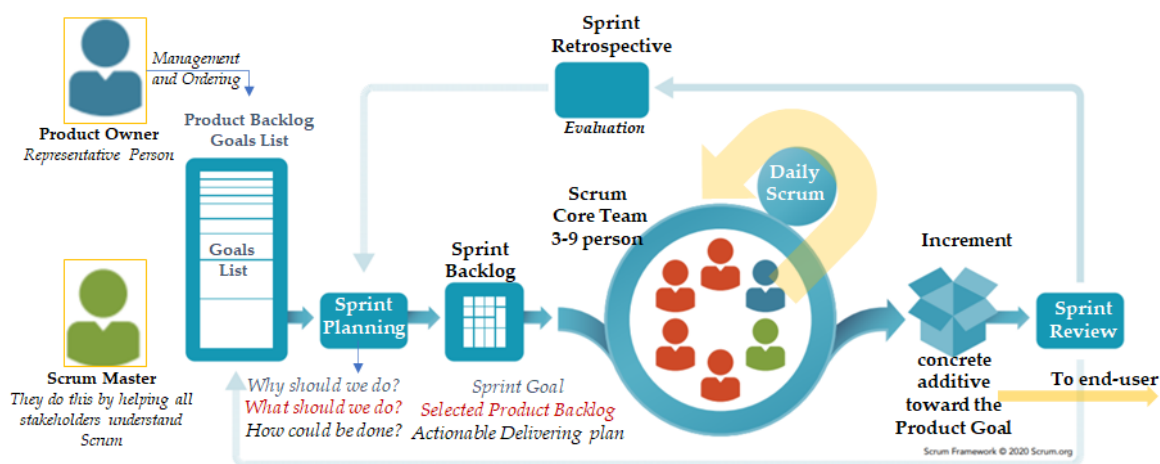 Management
and Ordering
Product Owner
Representative Person
Product Backlog
Goals List
Goals
List
Scrum Master
They do this by helping all
stakeholders understand
Scrum
Sprint
Planning
Why should we do?
What should we do?
How could be done?
Sprint
Backlog
Sprint Goal
Selected Product Backlog
Actionable Delivering plan
Sprint
Retrospective
Evaluation
Scrum
Core Team
3-9 person
Daily
Scrum
Increment
concrete
additive
toward the
Product Goal
Sprint
Review
To end-user
Scrum Framework © 2020 Scrum.org